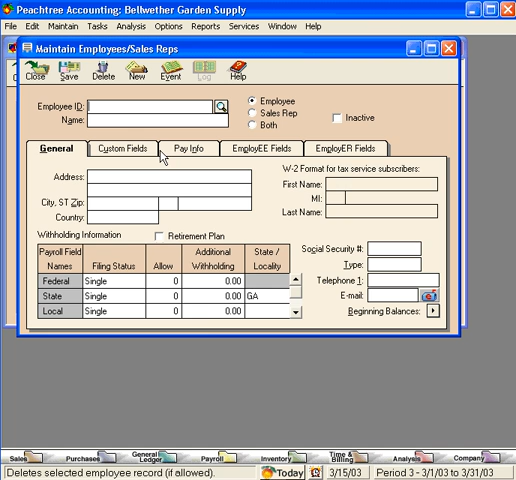 Peachtree Accounting: Bellwether Garden Supply
File Edit Maintain Tasks Analysis Options Reports Services Window Help
Maintain Employees/Sales Reps
Close Save Delete New Event Log Help
Employee ID:
Name:
Employee
Sales Rep
Both
Inactive
General Custom Fields Pay Info EmployEE Fields EmployER Fields
Address:
City, ST Zip:
Country:
W-2 Format for tax service subscribers:
First Name:
MI:
Last Name:
Withholding Information Retirement Plan
Payroll Field Names Filing Status Allow Additional Withholding State / Locality
Federal Single 0 0.00
State Single 0 0.00 GA
Local Single 0 0.00
Social Security #:
Type:
Telephone 1:
E-mail:
Beginning Balances:
Sales Purchases General Ledger Payroll Inventory Time & Billing Analysis Company
Deletes selected employee record (if allowed). Today 3/15/03 Period 3 - 3/1/03 to 3/31/03